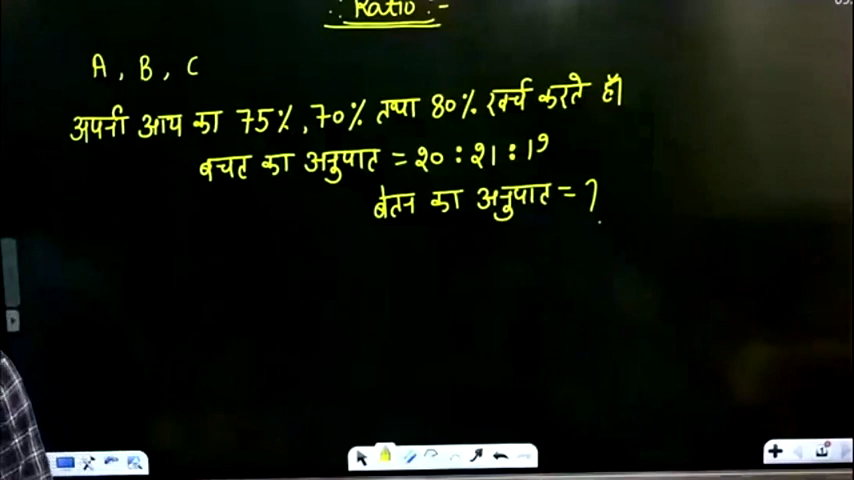 ∴ Ratio :-
A, B, C
अपनी आय का 75%, 70% तथा 80% खर्च करते हैं।
बचत का अनुपात = 20 : 21 : 19
बेतन का अनुपात = ?